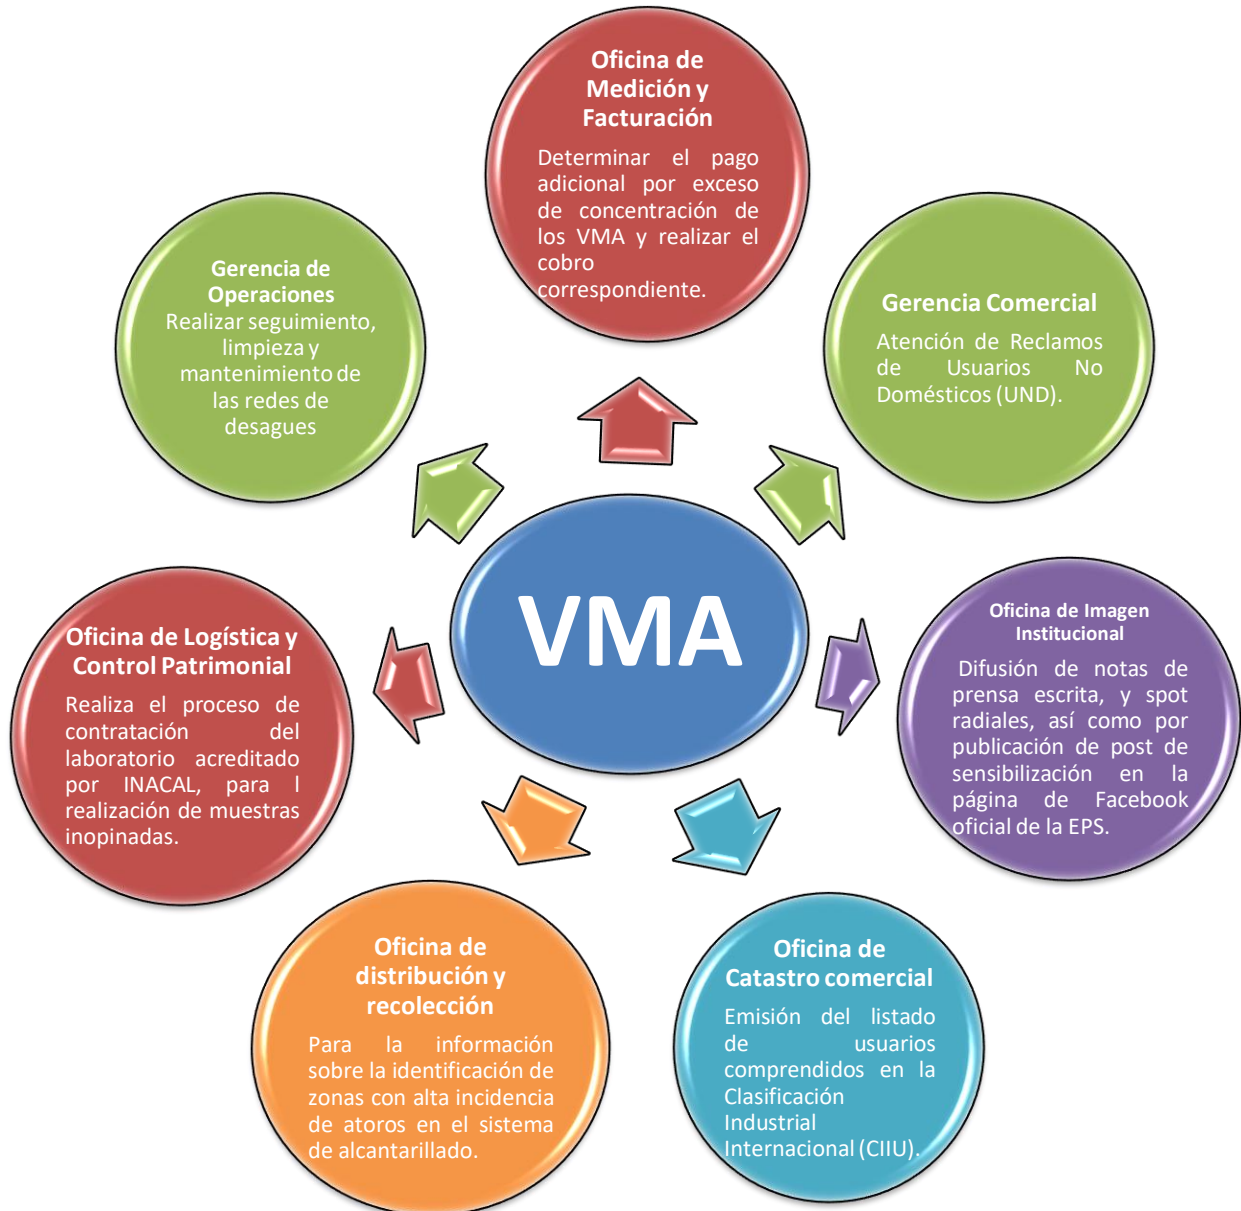 Oficina de
Medición y
Facturación
Determinar el pago
adicional por exceso
de concentración de
los VMA y realizar el
cobro
correspondiente.
Gerencia Comercial
Atención de Reclamos
de Usuarios No
Domésticos (UND).
Oficina de Imagen
Institucional
Difusión de notas de
prensa escrita, y spot
radiales, así como por
publicación de post de
sensibilización en la
página de Facebook
oficial de la EPS.
Oficina de
Catastro comercial
Emisión del listado
de usuarios
comprendidos en la
Clasificación
Industrial
Internacional (CIIU).
Oficina de
distribución y
recolección
Para la información
sobre la identificación de
zonas con alta incidencia
de atoros en el sistema
de alcantarillado.
Oficina de Logística y
Control Patrimonial
Realiza el proceso de
contratación del
laboratorio acreditado
por INACAL, para l
realización de muestras
inopinadas.
Gerencia de
Operaciones
Realizar seguimiento,
limpieza y
mantenimiento de
las redes de
desagues
VMA